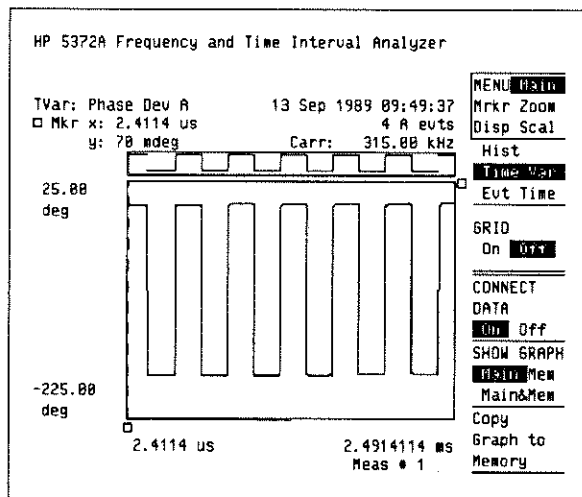 HP 5372A Frequency and Time Interval Analyzer
TVar: Phase Dev A 13 Sep 1989 09:49:37
Mkr x: 2.4114 us 4 A evts
y: 70 mdeg Carr: 315.00 kHz
25.00
deg
-225.00
deg
2.4114 us 2.4914114 ms
Meas # 1
MENU Main
Mrkr Zoom
Disp Scal
Hist
Time Var
Evt Time
GRID
On Off
CONNECT
DATA
On Off
SHOW GRAPH
Main Mem
Main&Mem
Copy
Graph to
Memory